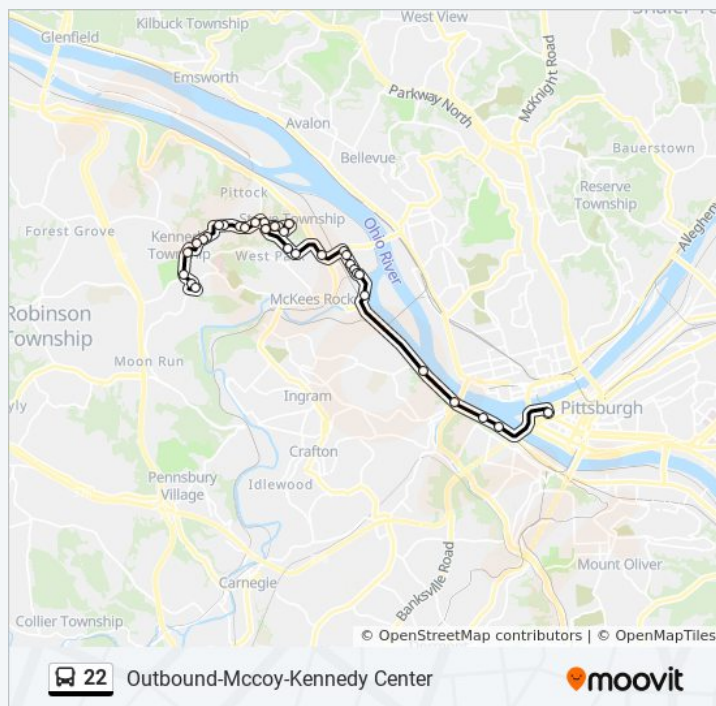 Glenfield
Kilbuck Township
West View
Emsworth
Parkway North
McKnight Road
Avalon
Bellevue
Bauerstown
Pittock
Reserve
Township
Forest Grove
Township
Kennedy
Township
West Pa
Ohio River
Allegheny
McKees Rock
Robinson
Township
Moon Run
Ingram
Pittsburgh
Crafton
Idlewood
Pennsbury
Village
Carnegie
Banksville Road
Mount Oliver
Collier Township
© OpenStreetMap contributors | © OpenMapTiles
22 Outbound-Mccoy-Kennedy Center moovit